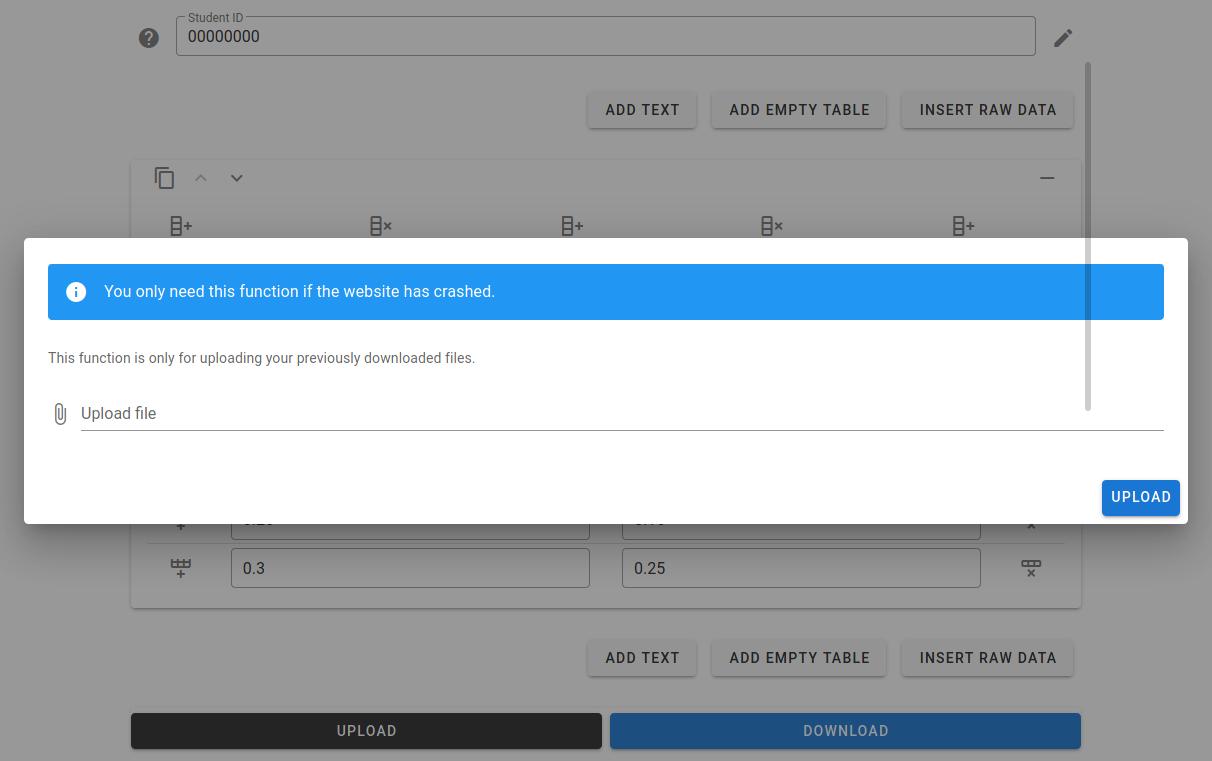 Student ID
00000000
ADD TEXT ADD EMPTY TABLE INSERT RAW DATA
You only need this function if the website has crashed.
This function is only for uploading your previously downloaded files.
Upload file
UPLOAD
0.3 0.25
ADD TEXT ADD EMPTY TABLE INSERT RAW DATA
UPLOAD DOWNLOAD